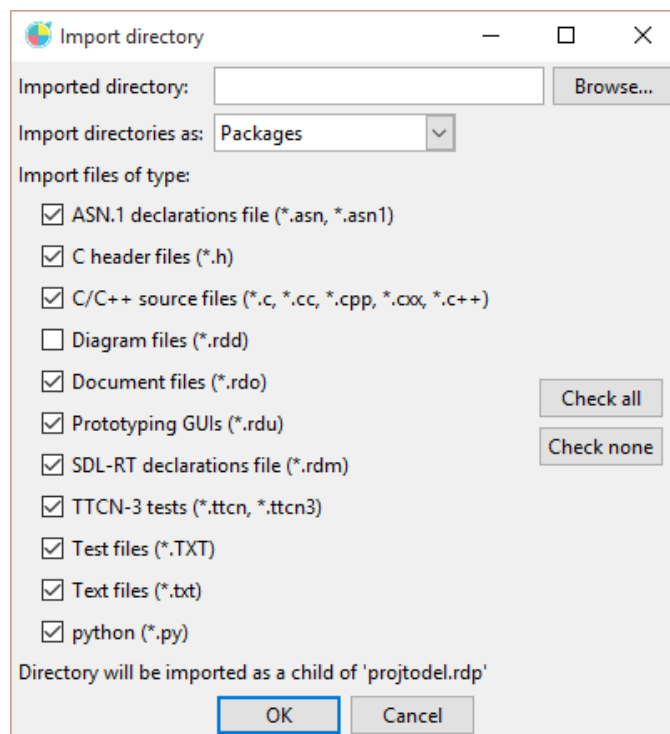 Import directory
Imported directory: Browse...
Import directories as: Packages
Import files of type:
ASN.1 declarations file (*.asn, *.asn1)
C header files (*.h)
C/C++ source files (*.c, *.cc, *.cpp, *.cxx, *.c++)
Diagram files (*.rdd)
Document files (*.rdo)
Check all
Prototyping GUIs (*.rdu)
Check none
SDL-RT declarations file (*.rdm)
TTCN-3 tests (*.ttcn, *.ttcn3)
Test files (*.TXT)
Text files (*.txt)
python (*.py)
Directory will be imported as a child of 'projtodel.rdp'
OK Cancel